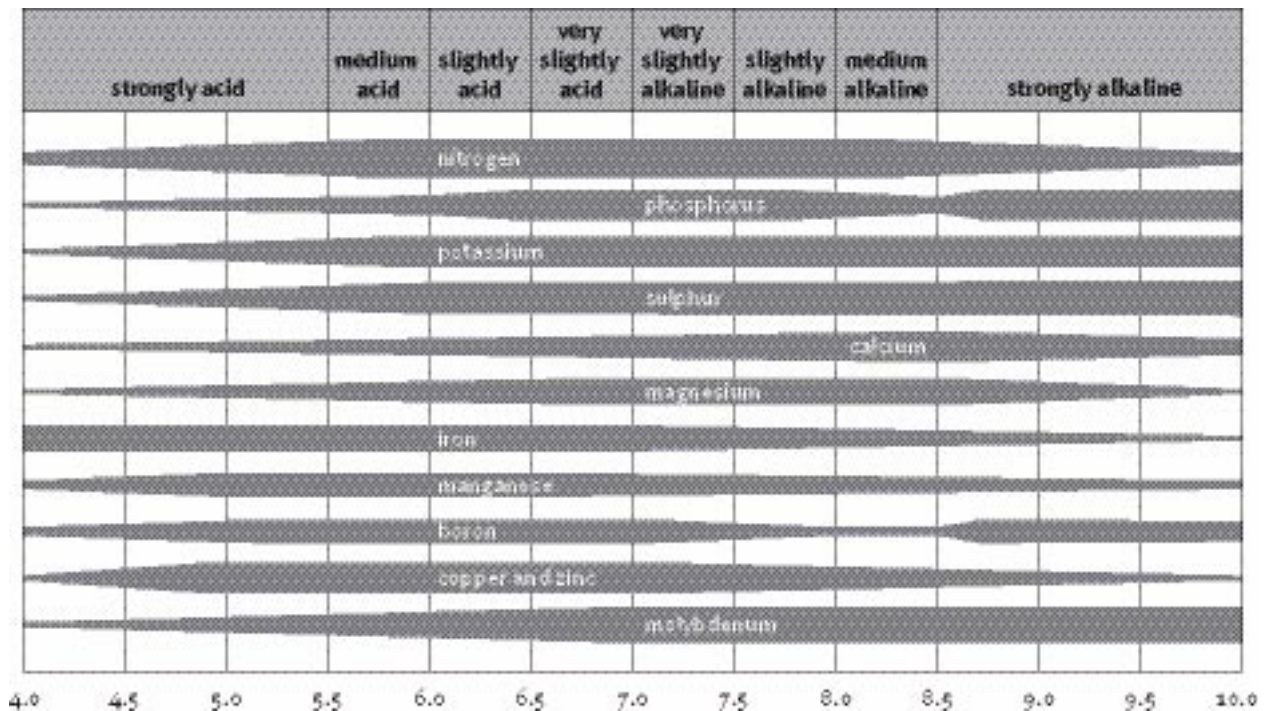 strongly acid
medium
acid
slightly
acid
very
slightly
acid
very
slightly
alkaline
slightly
alkaline
medium
alkaline
strongly alkaline
nitrogen
phosphorus
potassium
sulphur
calcium
magnesium
iron
manganese
boron
copper and zinc
molybdenum
4.0 4.5 5.0 5.5 6.0 6.5 7.0 7.5 8.0 8.5 9.0 9.5 10.0